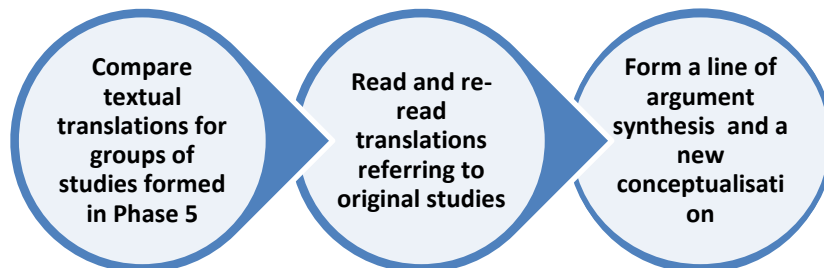 Compare
textual
translations for
groups of
studies formed
in Phase 5
Read and re-
read
translations
referring to
original studies
Form a line of
argument
synthesis and a
new
conceptualisati
on